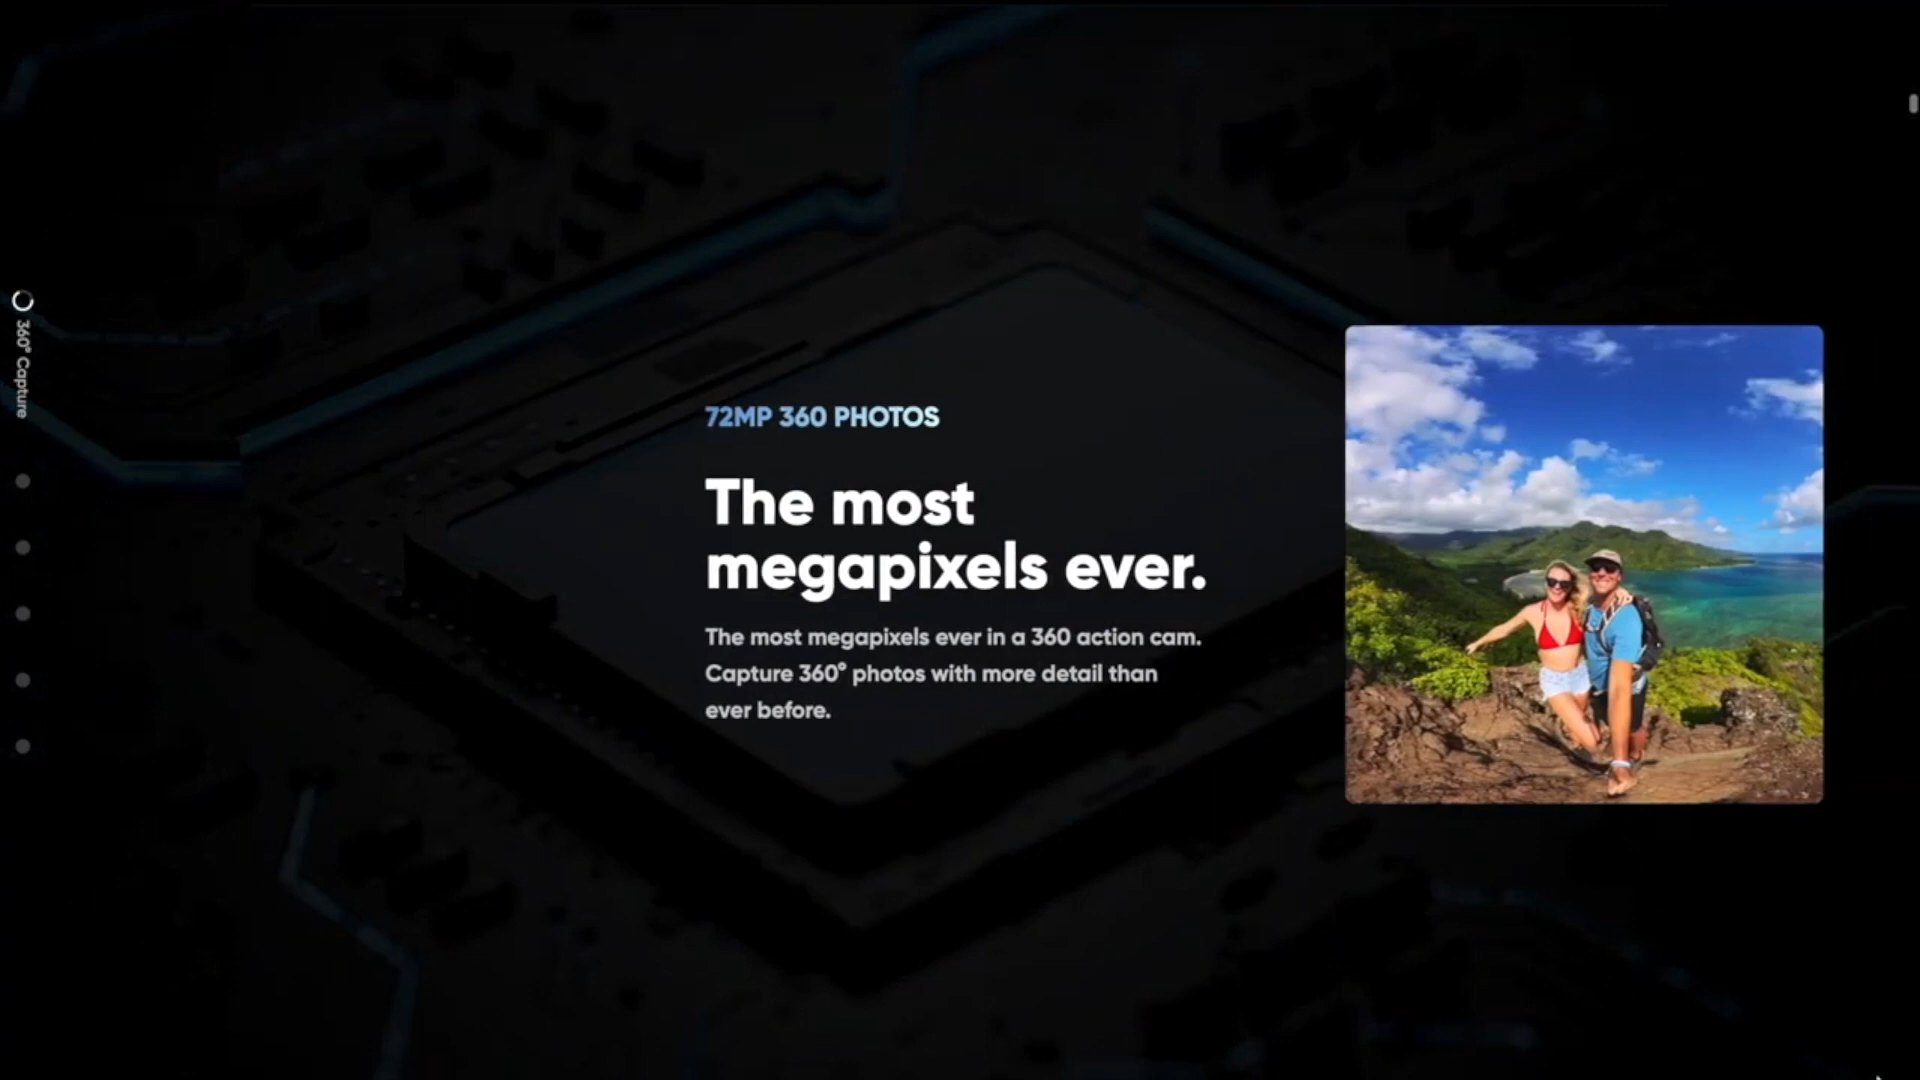 360° Capture
72MP 360 PHOTOS
The most
megapixels ever.
The most megapixels ever in a 360 action cam.
Capture 360° photos with more detail than
ever before.